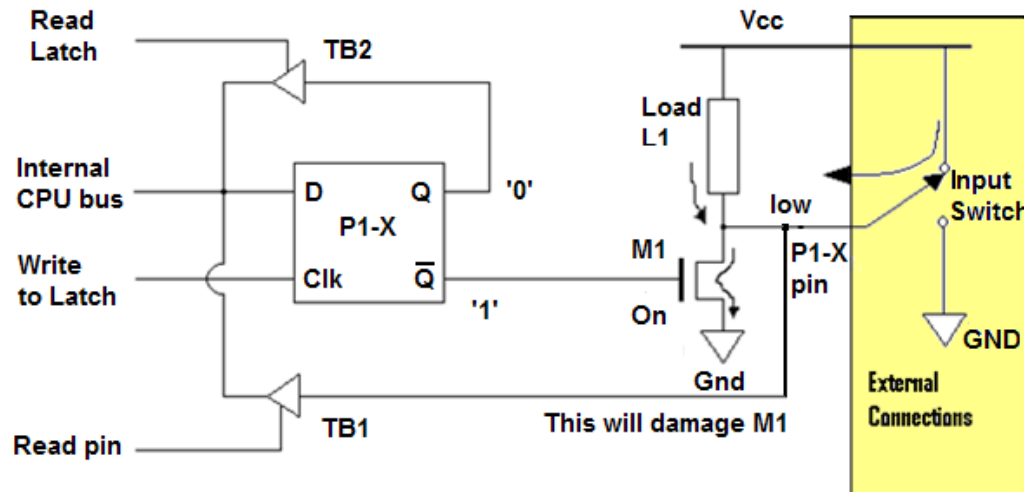 Read
Latch
TB2
Vcc
Load
L1
Internal
CPU bus
D
Q
'0'
P1-X
low
Input
Switch
P1-X
pin
M1
Write
to Latch
Clk
Q
'1'
On
Gnd
GND
External
Connections
TB1
This will damage M1
Read pin